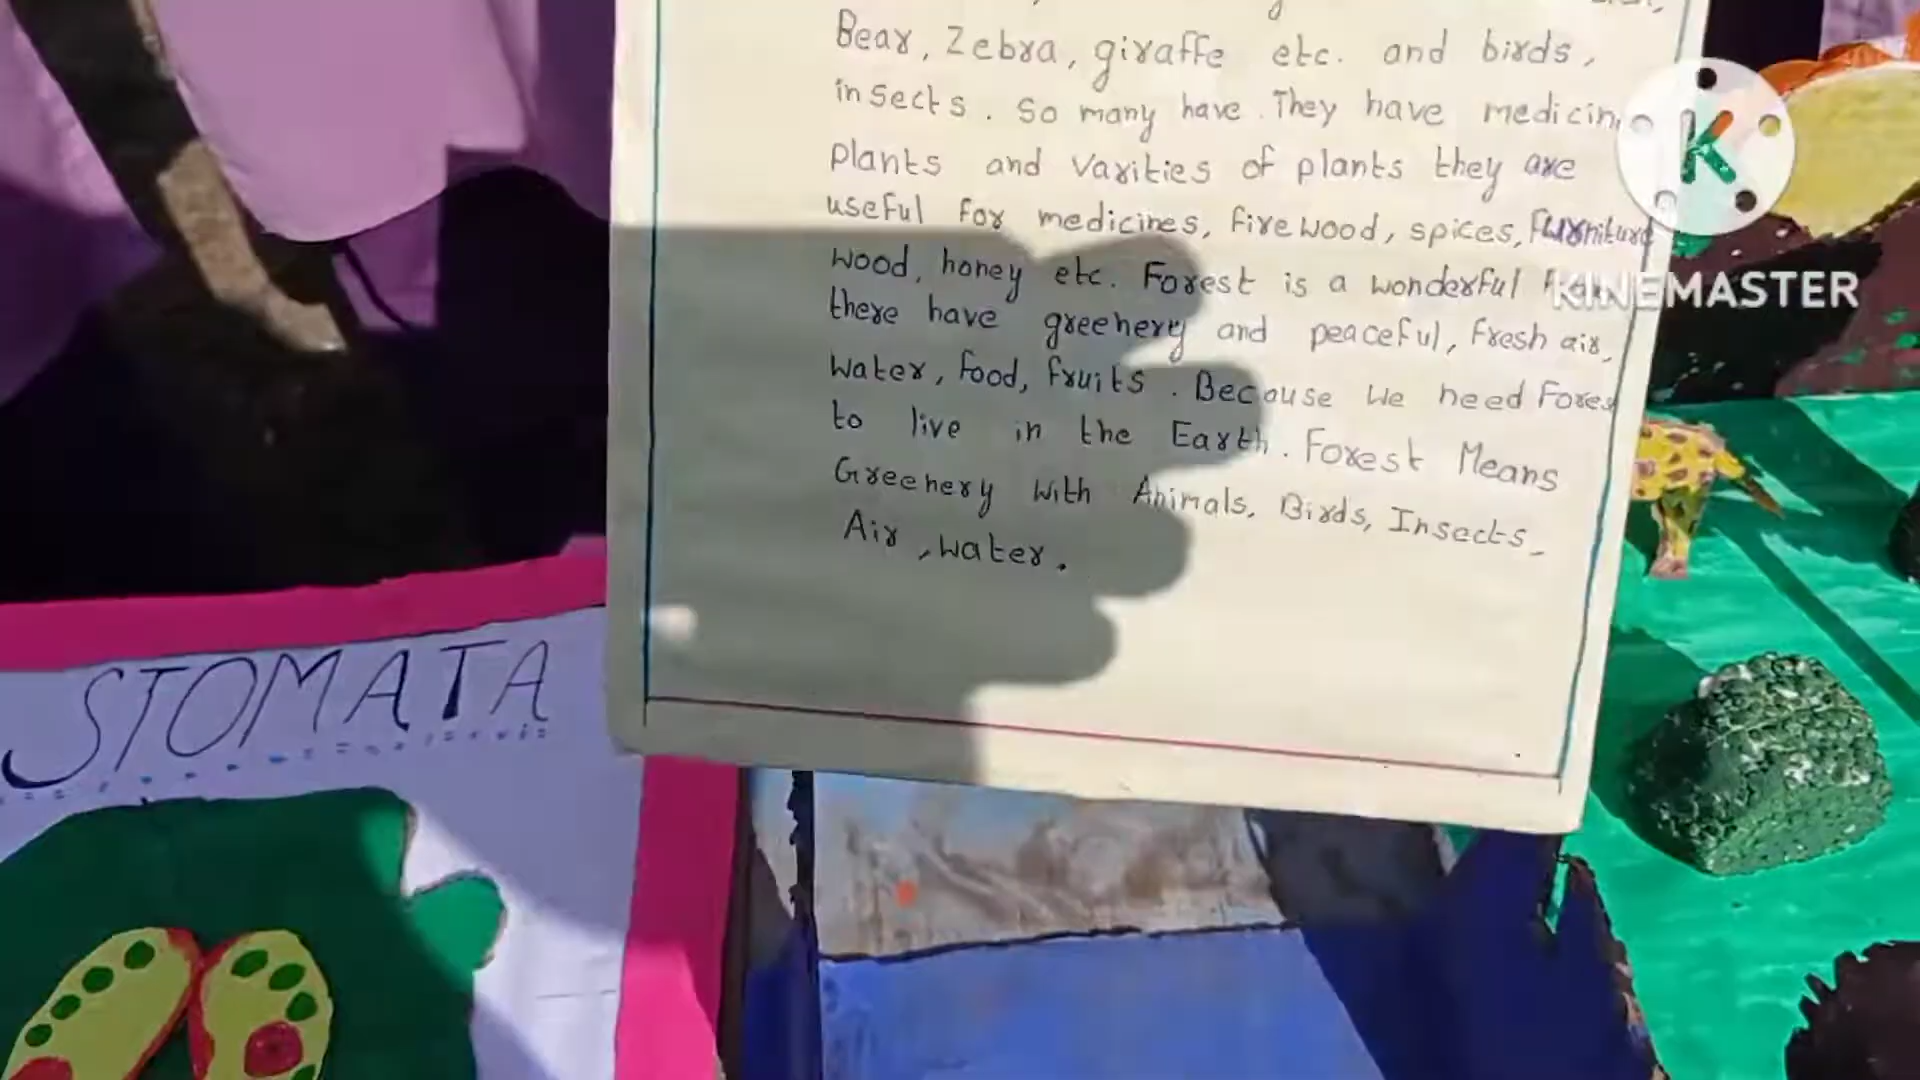 Bear, Zebra, giraffe etc. and birds,
insects. So many have. They have medicin
plants and Varities of plants they are
useful for medicines, firewood, spices, Furniture
wood, honey etc. Forest is a wonderful
there have greenery and peaceful, fresh air,
Water, food, fruits. Because we need Forest
to live in the Earth. Forest Means
Greenery With Animals, Birds, Insects,
Air, Water.
K
KINEMASTER
STOMATA